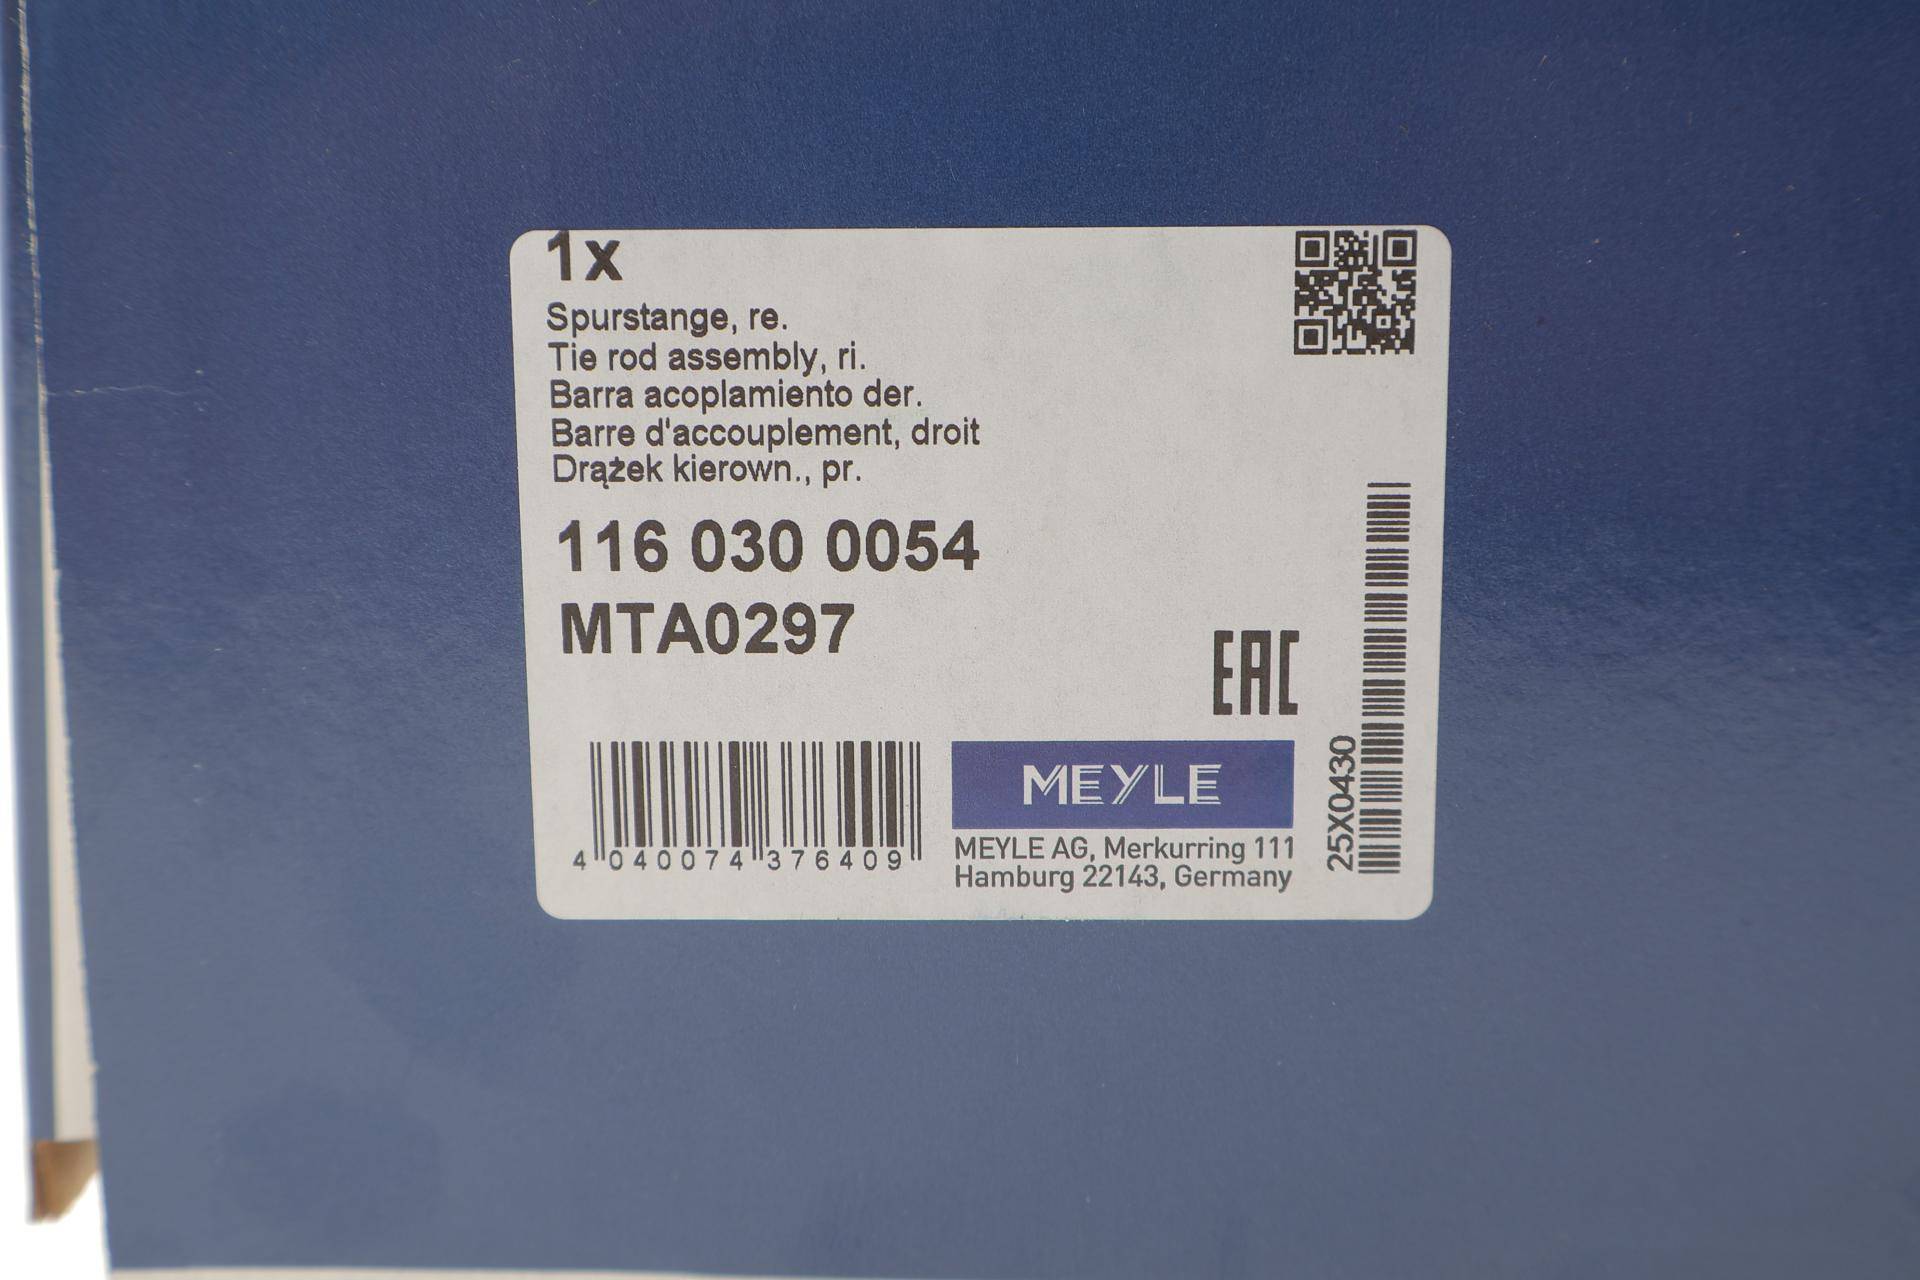 1x
Spurstange, re.
Tie rod assembly, ri.
Barra acoplamiento der.
Barre d'accouplement, droit
Drążek kierown., pr.
116 030 0054
MTA0297
EAC
4 040074 376409
MEYLE
MEYLE AG, Merkurring 111
Hamburg 22143, Germany
25X0430